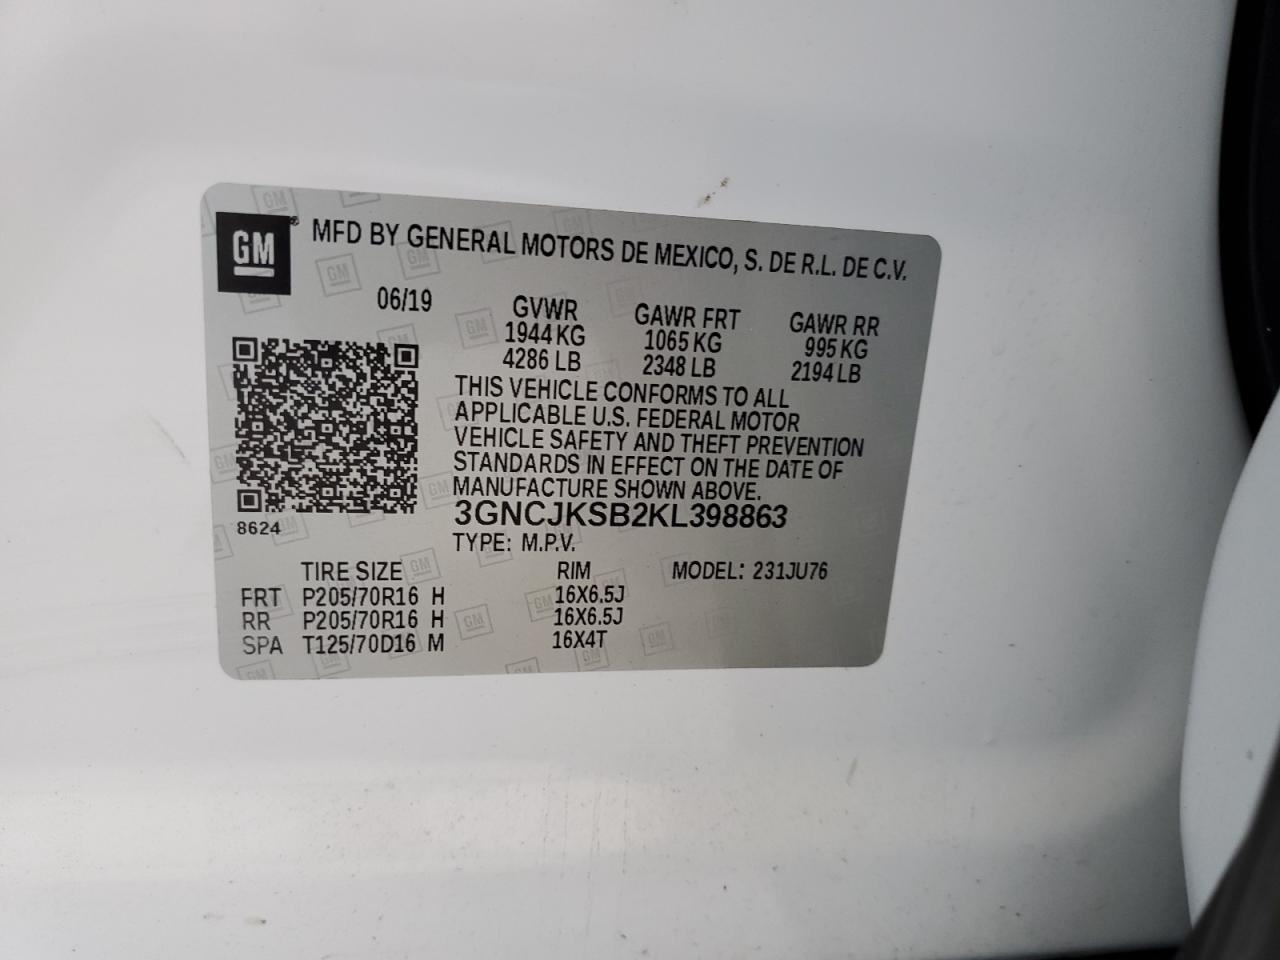 GM® MFD BY GENERAL MOTORS DE MEXICO, S. DE R.L. DE C.V.
06/19 GVWR GAWR FRT GAWR RR
1944 KG 1065 KG 995 KG
4286 LB 2348 LB 2194 LB
THIS VEHICLE CONFORMS TO ALL
APPLICABLE U.S. FEDERAL MOTOR
VEHICLE SAFETY AND THEFT PREVENTION
STANDARDS IN EFFECT ON THE DATE OF
MANUFACTURE SHOWN ABOVE.
3GNCJKSB2KL398863
8624
TYPE: M.P.V.
TIRE SIZE RIM MODEL: 231JU76
FRT P205/70R16 H 16X6.5J
RR P205/70R16 H 16X6.5J
SPA T125/70D16 M 16X4T